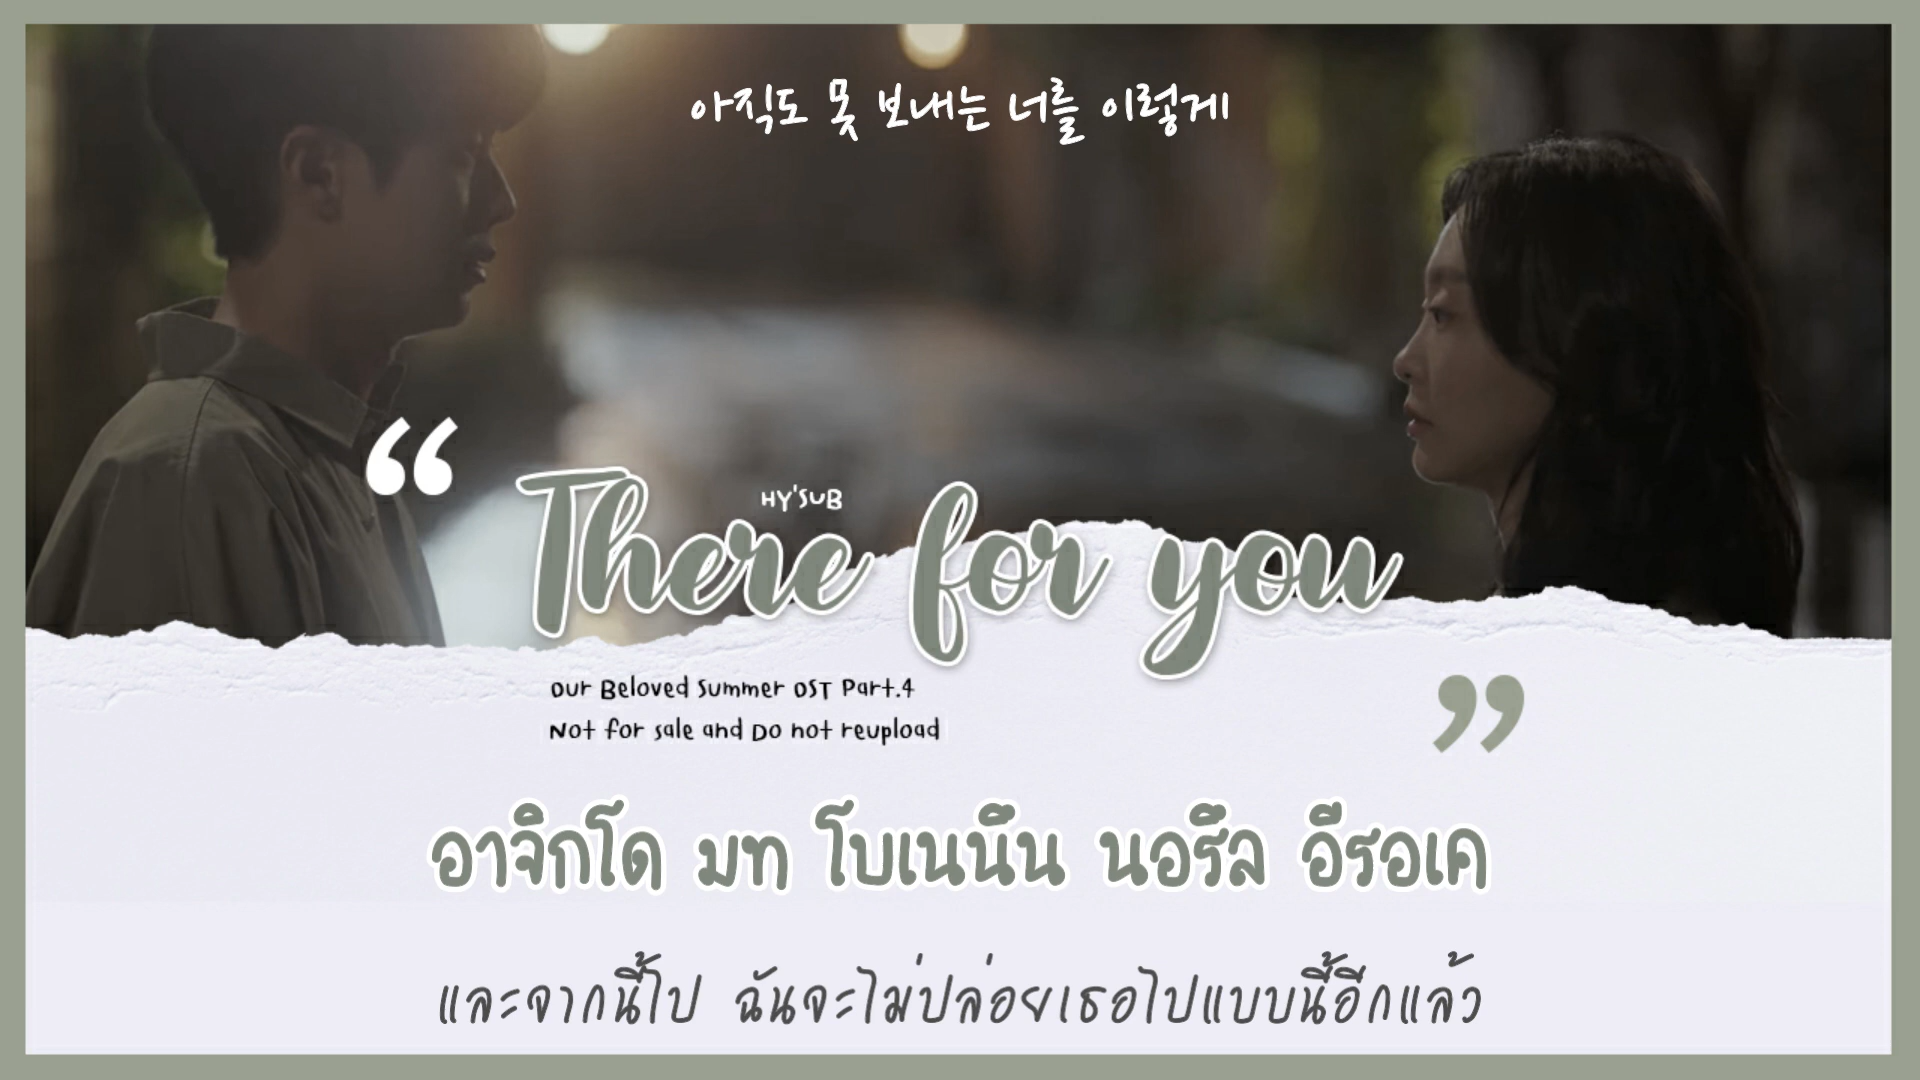 아직도 못 보내는 너를 이렇게
“
HY'SUB
There for you
Our Beloved Summer OST Part.4
Not for sale and Do not reupload
”
อาจิกโด มท โบเนนึน นอรึล อีรอเค
และจากนี้ไป ฉันจะไม่ปล่อยเธอไปแบบนี้อีกแล้ว